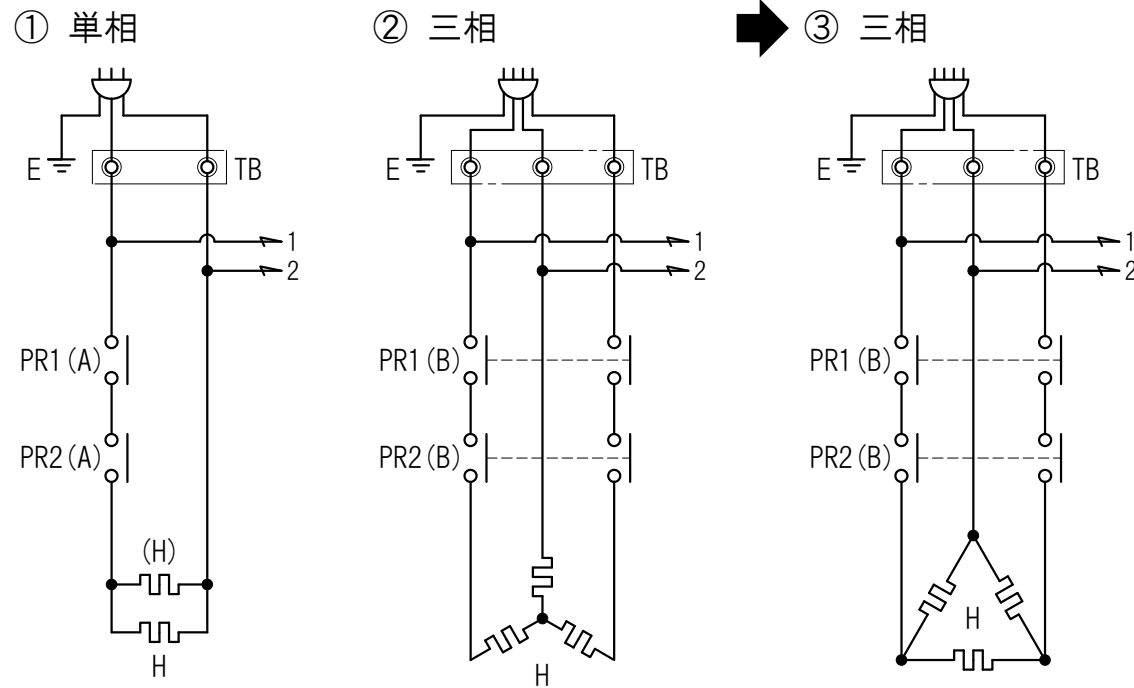 ① 単相
② 三相
③ 三相
E TB
E TB
E TB
1
2
1
2
1
2
PR1(A)
PR1(B)
PR1(B)
PR2(A)
PR2(B)
PR2(B)
(H)
H
H
H